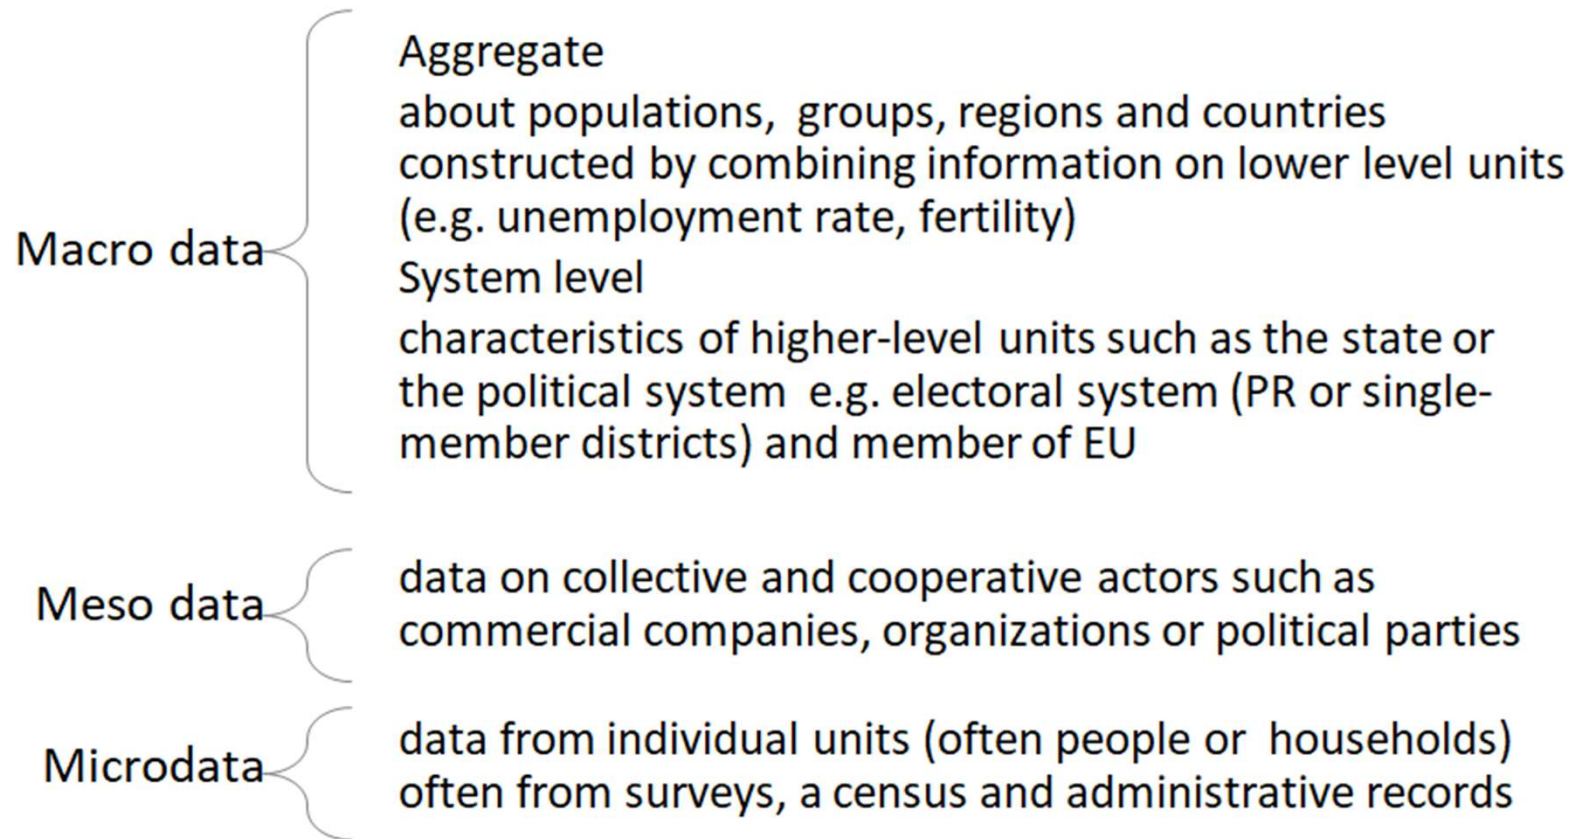 Macro data
Aggregate
about populations, groups, regions and countries
constructed by combining information on lower level units
(e.g. unemployment rate, fertility)
System level
characteristics of higher-level units such as the state or
the political system e.g. electoral system (PR or single-
member districts) and member of EU
Meso data
data on collective and cooperative actors such as
commercial companies, organizations or political parties
Microdata
data from individual units (often people or households)
often from surveys, a census and administrative records